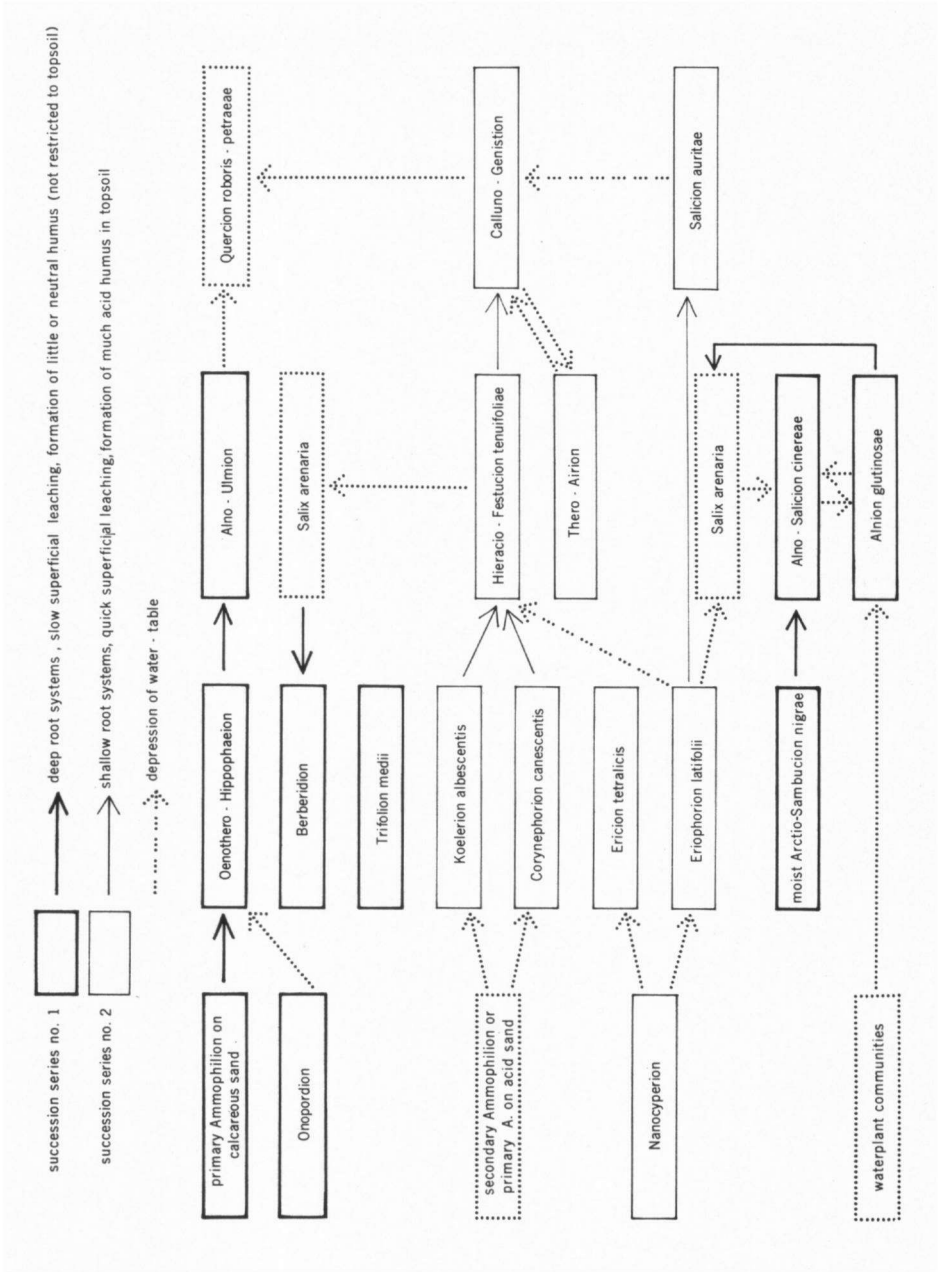 succession series no. 1
deep root systems , slow superficial leaching, formation of little or neutral humus (not restricted to topsoil)
succession series no. 2
shallow root systems, quick superficial leaching, formation of much acid humus in topsoil
depression of water - table
primary Ammophilion on
calcareous sand
Oenothero - Hippophaeion
Alno - Ulmion
Quercion roboris - petraeae
Onopordion
Berberidion
Salix arenaria
Trifolion medii
secondary Ammophilion or
primary A. on acid sand
Koelerion albescentis
Hieracio - Festucion tenuifoliae
Calluno - Genistion
Corynephorion canescentis
Thero - Airion
Nanocyperion
Ericion tetralicis
Eriophorion latifolii
Salicion auritae
Salix arenaria
moist Arctio-Sambucion nigrae
Alno - Salicion cinereae
waterplant communities
Alnion glutinosae